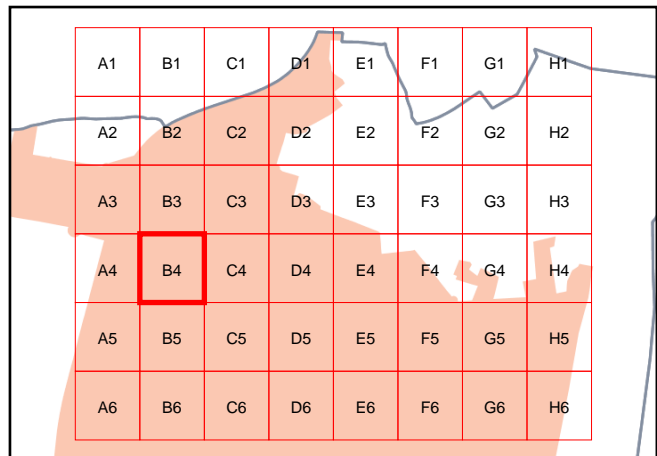 A1 B1 C1 D1 E1 F1 G1 H1
A2 B2 C2 D2 E2 F2 G2 H2
A3 B3 C3 D3 E3 F3 G3 H3
A4 B4 C4 D4 E4 F4 G4 H4
A5 B5 C5 D5 E5 F5 G5 H5
A6 B6 C6 D6 E6 F6 G6 H6